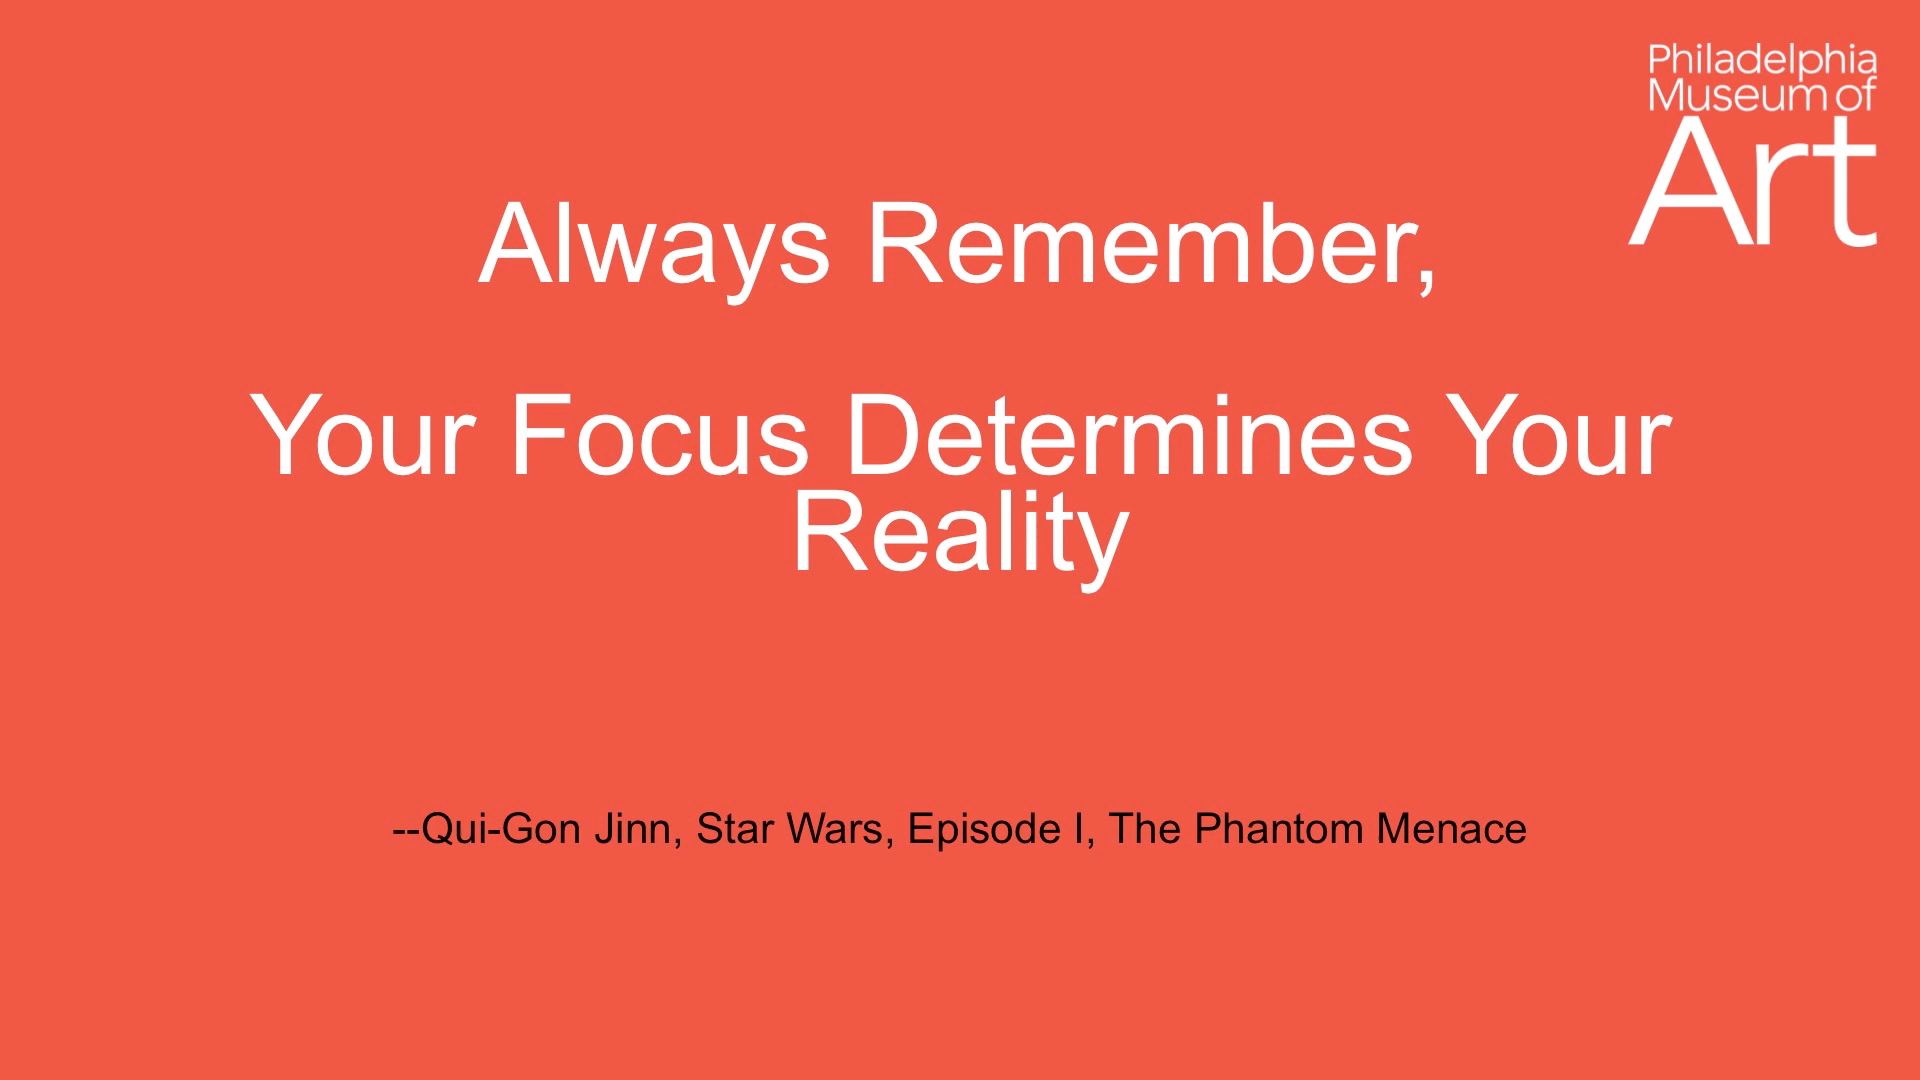 Philadelphia
Museum of
Art
Always Remember,
Your Focus Determines Your
Reality
--Qui-Gon Jinn, Star Wars, Episode I, The Phantom Menace